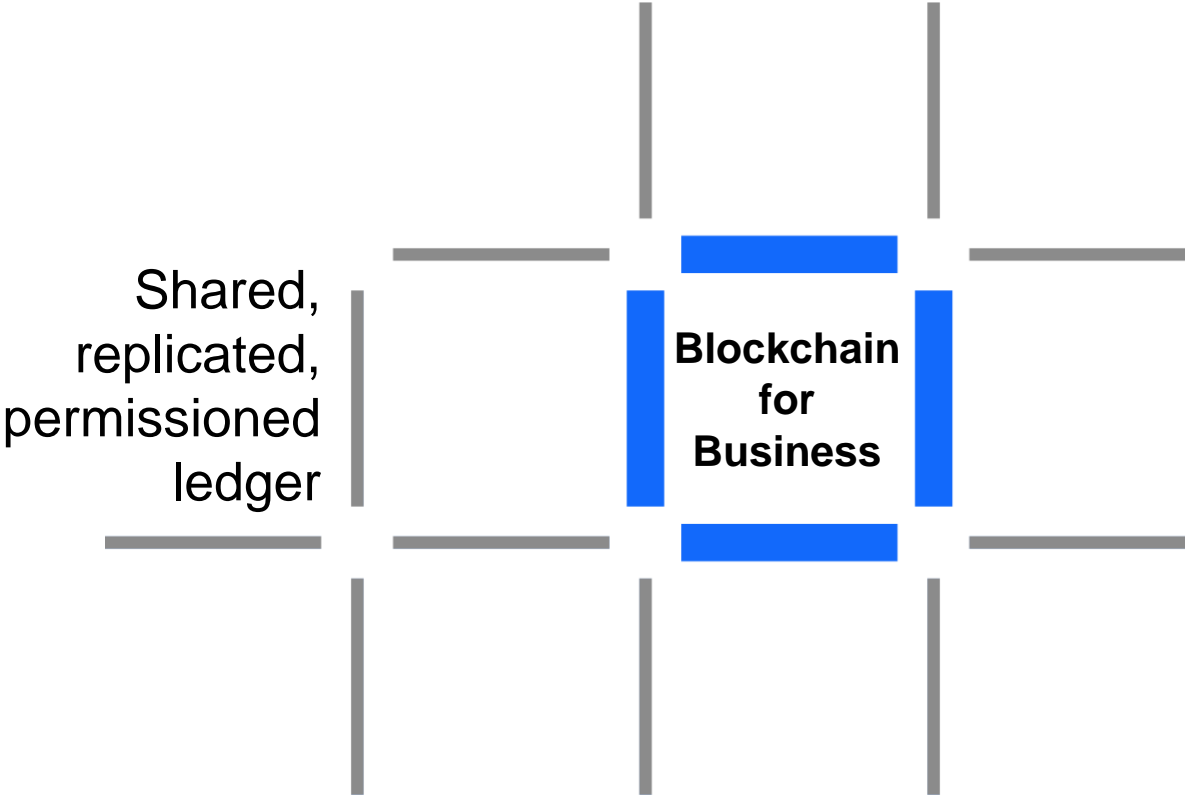 Shared,
replicated,
permissioned
ledger
Blockchain
for
Business